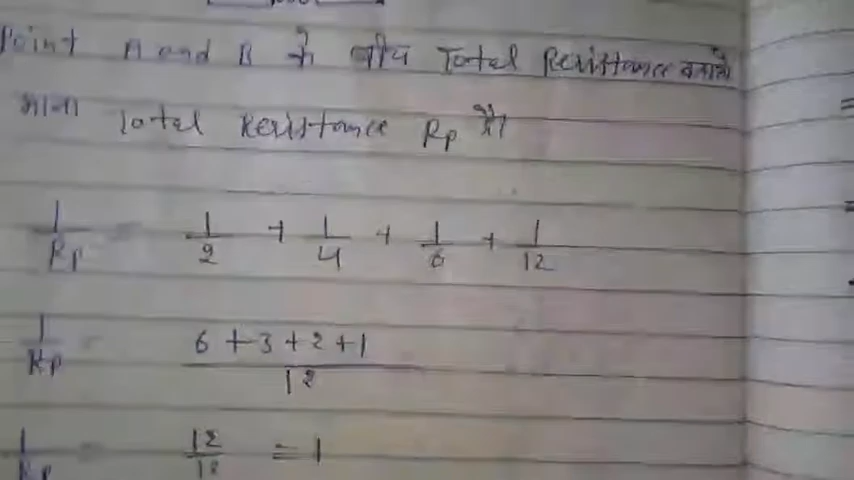 Point A and B के बीच Total Resistance बताओ
माना Total Resistance Rp है।
1/Rp = 1/2 + 1/4 + 1/6 + 1/12
1/Rp = 6 + 3 + 2 + 1 / 12
1/Rp = 12/12 = 1